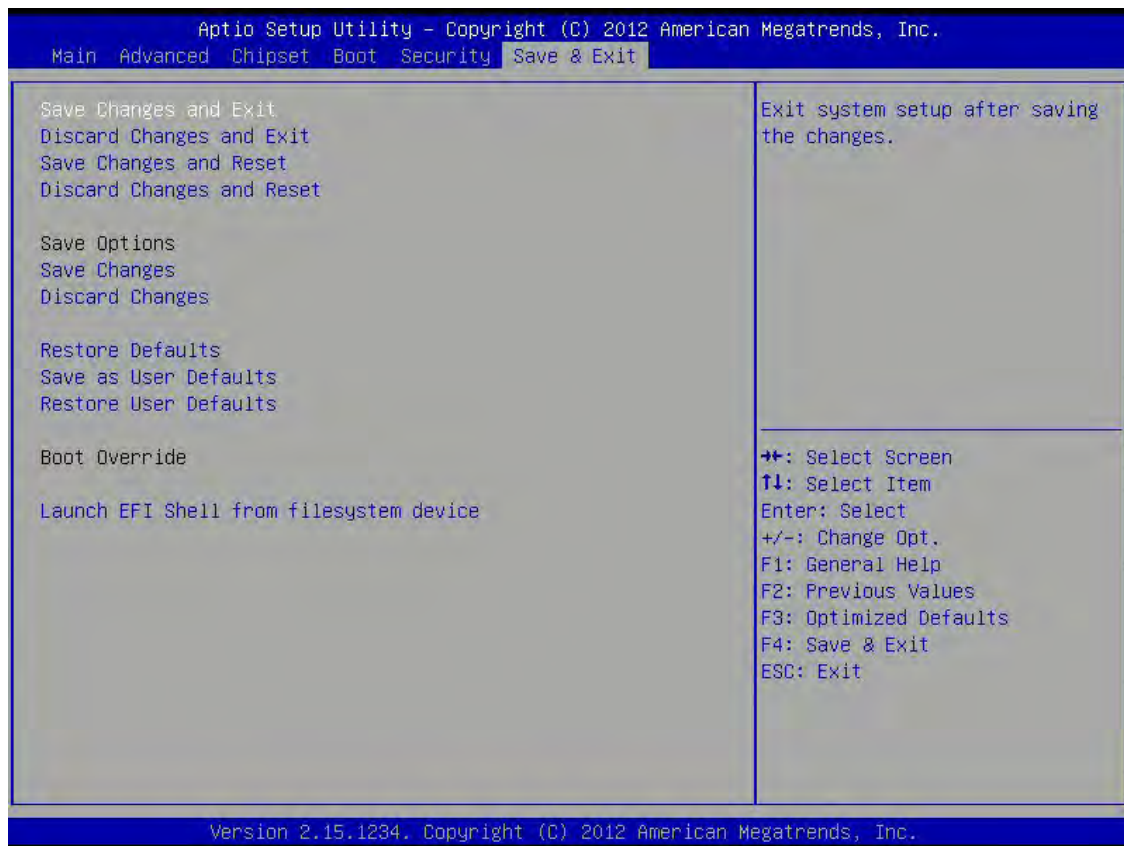 Aptio Setup Utility – Copyright (C) 2012 American Megatrends, Inc.
Main Advanced Chipset Boot Security Save & Exit
Save Changes and Exit
Discard Changes and Exit
Save Changes and Reset
Discard Changes and Reset
Save Options
Save Changes
Discard Changes
Restore Defaults
Save as User Defaults
Restore User Defaults
Boot Override
Launch EFI Shell from filesystem device
Exit system setup after saving
the changes.
→←: Select Screen
↑↓: Select Item
Enter: Select
+/-: Change Opt.
F1: General Help
F2: Previous Values
F3: Optimized Defaults
F4: Save & Exit
ESC: Exit
Version 2.15.1234. Copyright (C) 2012 American Megatrends, Inc.